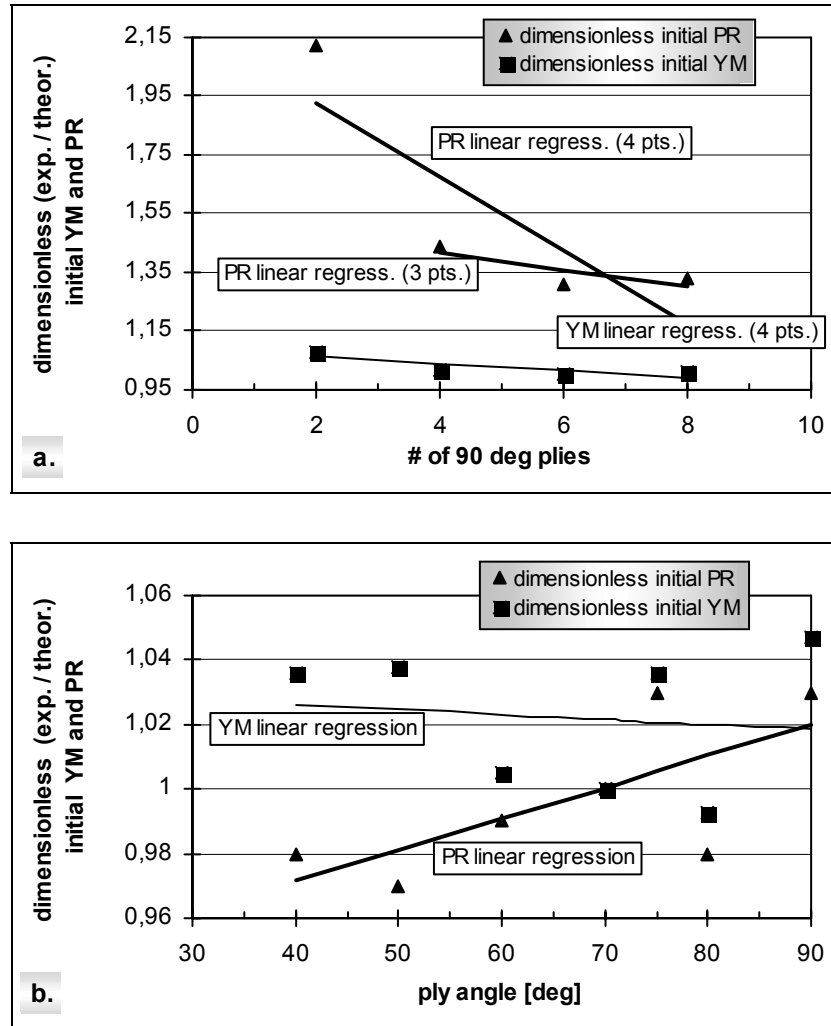 dimensionless initial PR
dimensionless initial YM
2,15
1,95
1,75
1,55
1,35
1,15
0,95
dimensionless (exp. / theor.)
initial YM and PR
PR linear regress. (4 pts.)
PR linear regress. (3 pts.)
YM linear regress. (4 pts.)
0 2 4 6 8 10
# of 90 deg plies
a.
dimensionless initial PR
dimensionless initial YM
1,06
1,04
1,02
1
0,98
0,96
dimensionless (exp. / theor.)
initial YM and PR
YM linear regression
PR linear regression
30 40 50 60 70 80 90
ply angle [deg]
b.